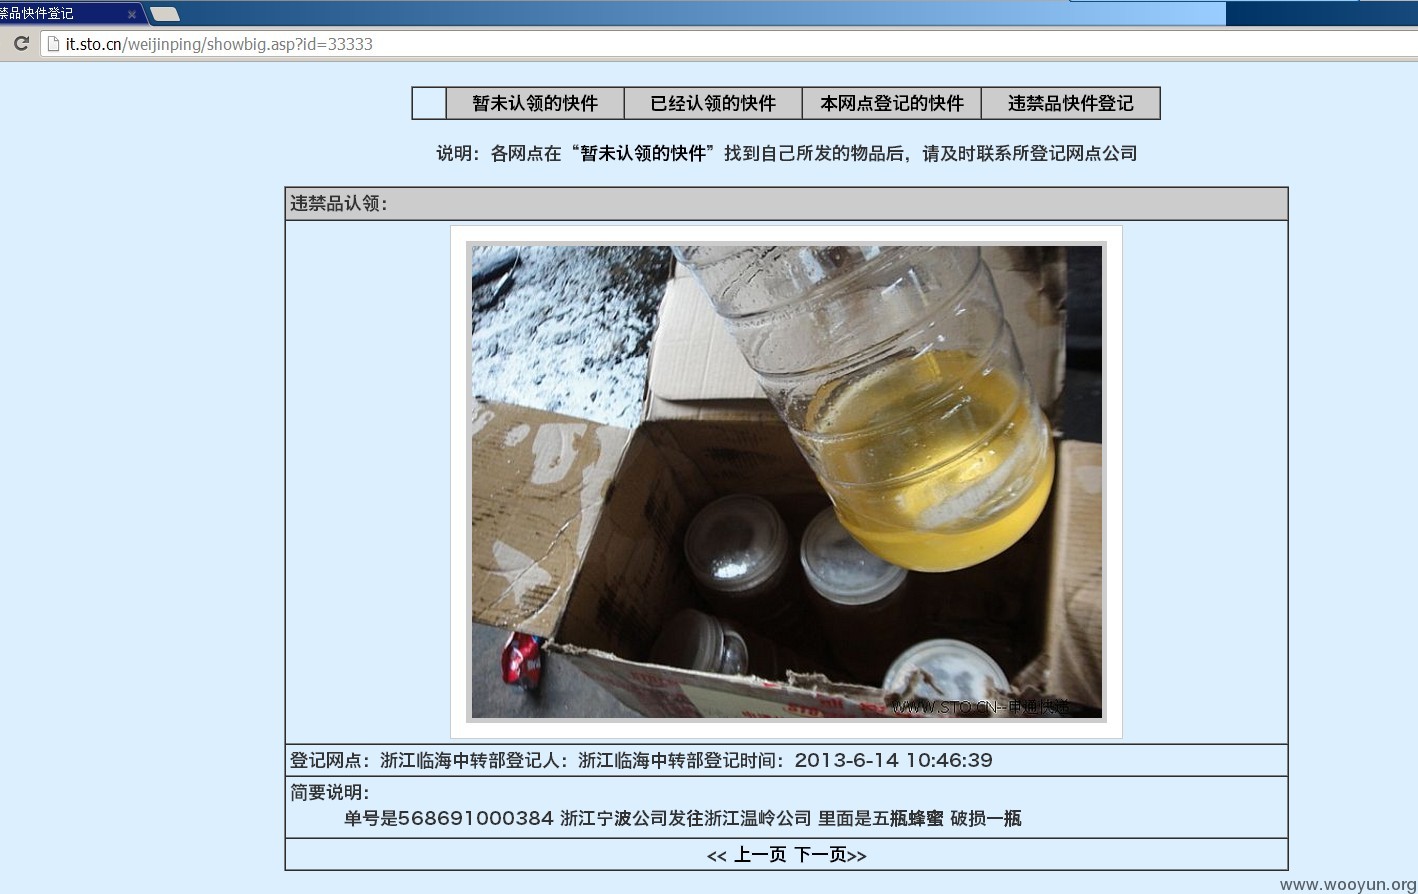 禁品快件登记
it.sto.cn/weijinping/showbig.asp?id=33333
暂未认领的快件 已经认领的快件 本网点登记的快件 违禁品快件登记
说明：各网点在“暂未认领的快件”找到自己所发的物品后，请及时联系所登记网点公司
违禁品认领：
WWW.STO.CN--申通快递
登记网点：浙江临海中转部登记人：浙江临海中转部登记时间：2013-6-14 10:46:39
简要说明：
单号是568691000384 浙江宁波公司发往浙江温岭公司 里面是五瓶蜂蜜 破损一瓶
<< 上一页 下一页>>
www.wooyun.org